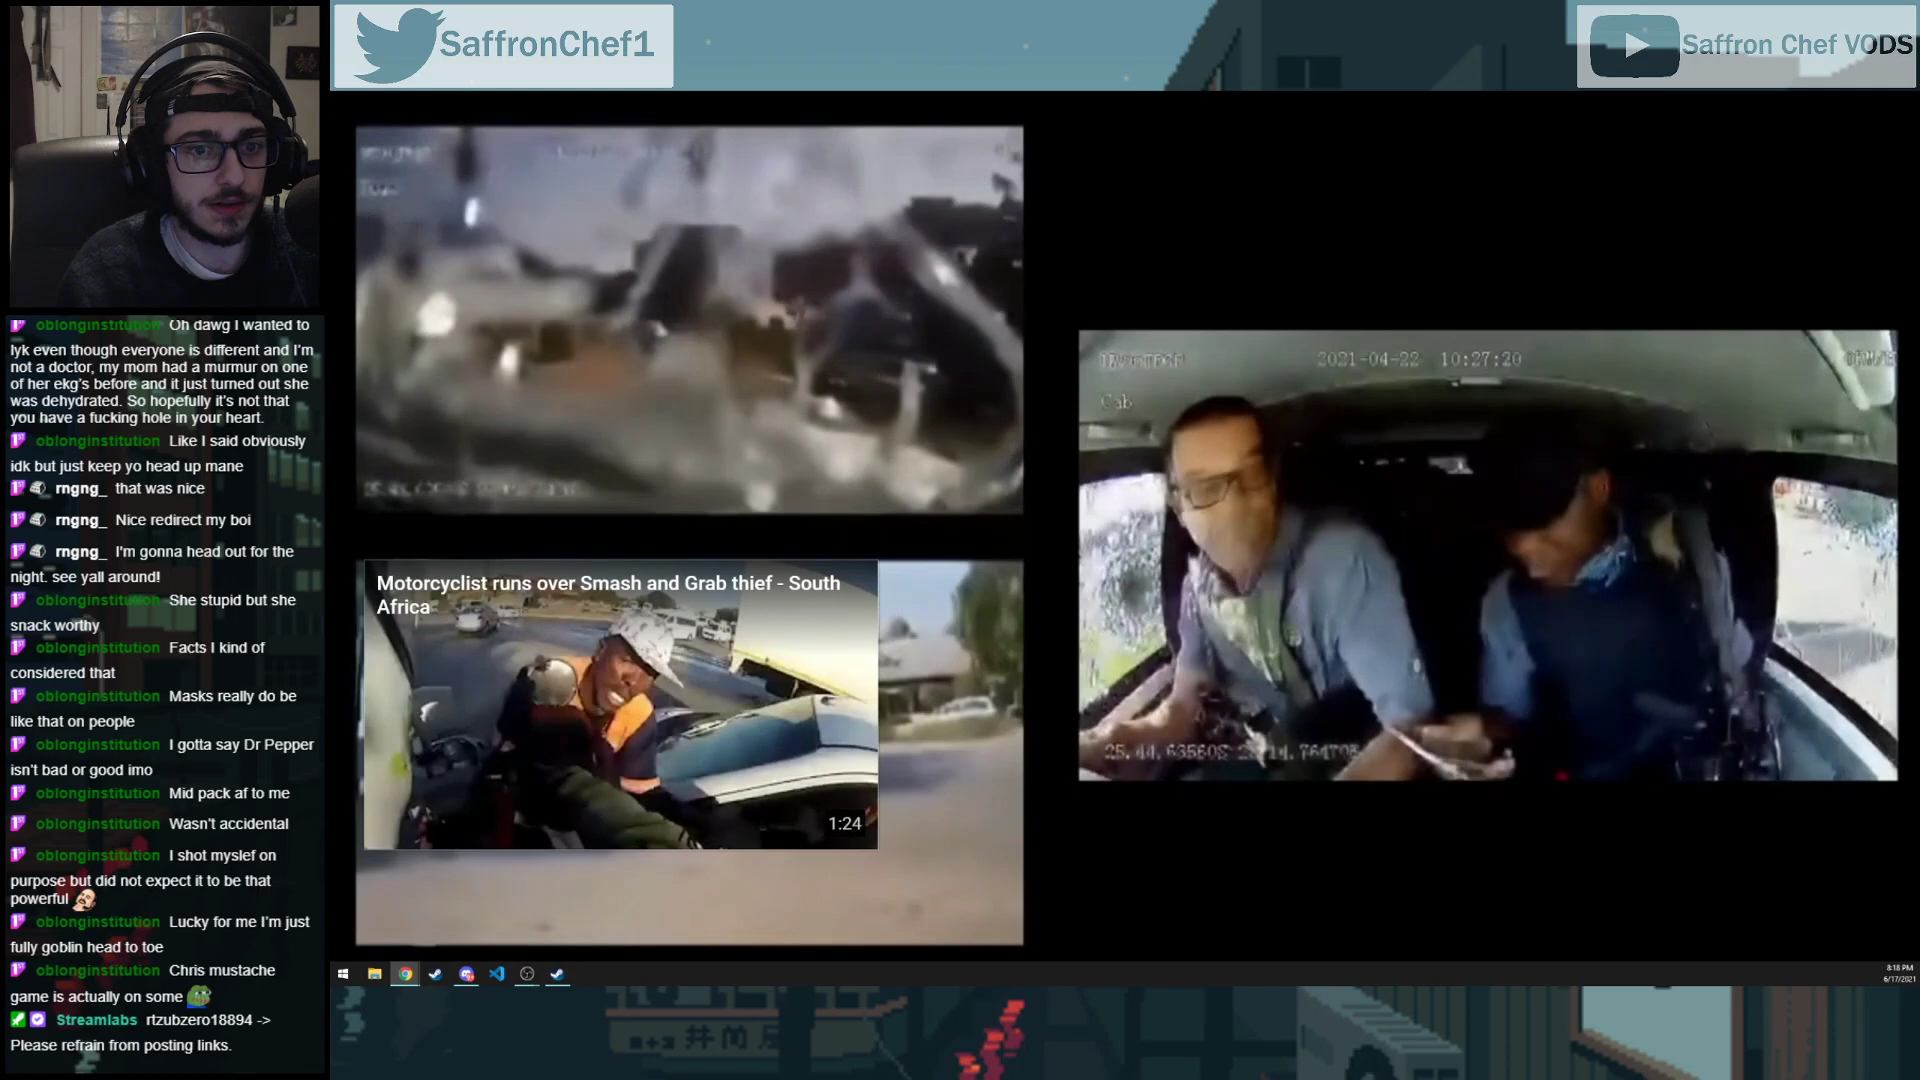 SaffronChef1
Saffron Chef VODS
oblonginstitution Oh dawg I wanted to
lyk even though everyone is different and I'm
not a doctor, my mom had a murmur on one
of her ekg's before and it just turned out she
was dehydrated. So hopefully it's not that
you have a fucking hole in your heart.
oblonginstitution Like I said obviously
idk but just keep yo head up mane
rngng_ that was nice
rngng_ Nice redirect my boi
rngng_ I'm gonna head out for the
night. see yall around!
oblonginstitution She stupid but she
snack worthy
oblonginstitution Facts I kind of
considered that
oblonginstitution Masks really do be
like that on people
oblonginstitution I gotta say Dr Pepper
isn't bad or good imo
oblonginstitution Mid pack af to me
oblonginstitution Wasn't accidental
oblonginstitution I shot myslef on
purpose but did not expect it to be that
powerful
oblonginstitution Lucky for me I'm just
fully goblin head to toe
oblonginstitution Chris mustache
game is actually on some
Streamlabs rtzubzero18894 ->
Please refrain from posting links.
Motorcyclist runs over Smash and Grab thief - South
Africa
1:24
2021-04-22 10:27:20
Cab
8:18 PM
6/17/2021